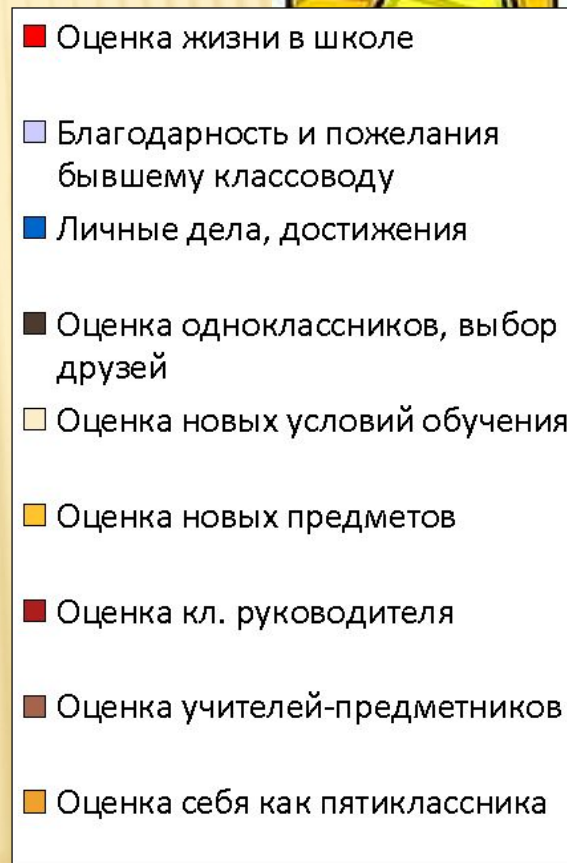 Оценка жизни в школе
Благодарность и пожелания
бывшему классоводу
Личные дела, достижения
Оценка одноклассников, выбор
друзей
Оценка новых условий обучения
Оценка новых предметов
Оценка кл. руководителя
Оценка учителей-предметников
Оценка себя как пятиклассника